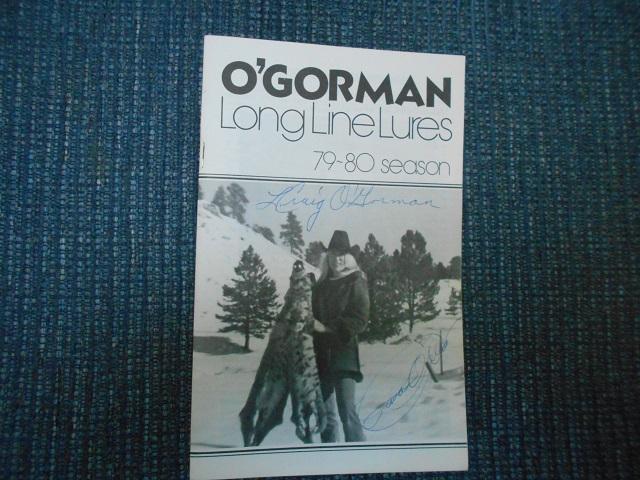 O'GORMAN
Long Line Lures
79-80 season
Craig O'Gorman